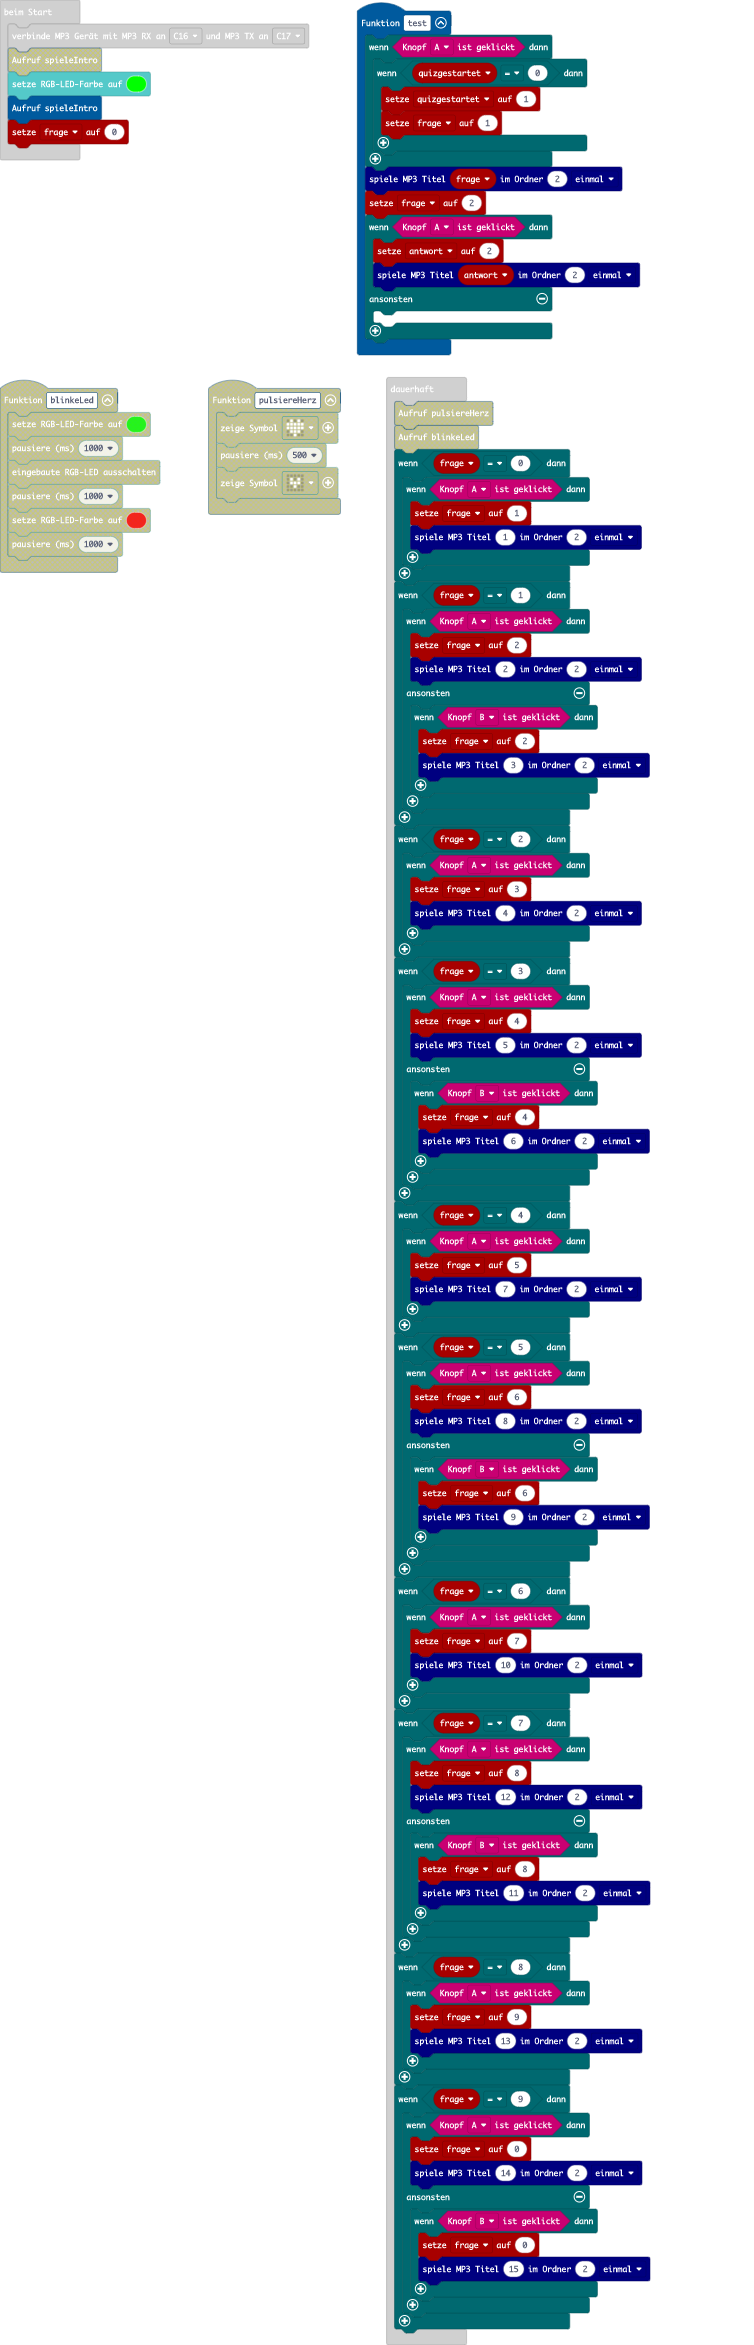 beim Start
verbinde MP3 Gerät mit MP3 RX an C16 und MP3 TX an C17
Aufruf spieleIntro
setze RGB-LED-Farbe auf
Aufruf spieleIntro
setze frage auf 0
Funktion test
wenn Knopf A ist geklickt dann
wenn quizgestartet = 0 dann
setze quizgestartet auf 1
setze frage auf 1
spiele MP3 Titel frage im Ordner 2 einmal
setze frage auf 2
wenn Knopf A ist geklickt dann
setze antwort auf 2
spiele MP3 Titel antwort im Ordner 2 einmal
ansonsten
Funktion blinkeLed
setze RGB-LED-Farbe auf
pausiere (ms) 1000
eingebaute RGB-LED ausschalten
pausiere (ms) 1000
setze RGB-LED-Farbe auf
pausiere (ms) 1000
Funktion pulsiereHerz
zeige Symbol
pausiere (ms) 500
zeige Symbol
dauerhaft
Aufruf pulsiereHerz
Aufruf blinkeLed
wenn frage = 0 dann
wenn Knopf A ist geklickt dann
setze frage auf 1
spiele MP3 Titel 1 im Ordner 2 einmal
wenn frage = 1 dann
wenn Knopf A ist geklickt dann
setze frage auf 2
spiele MP3 Titel 2 im Ordner 2 einmal
ansonsten
wenn Knopf B ist geklickt dann
setze frage auf 2
spiele MP3 Titel 3 im Ordner 2 einmal
wenn frage = 2 dann
wenn Knopf A ist geklickt dann
setze frage auf 3
spiele MP3 Titel 4 im Ordner 2 einmal
wenn frage = 3 dann
wenn Knopf A ist geklickt dann
setze frage auf 4
spiele MP3 Titel 5 im Ordner 2 einmal
ansonsten
wenn Knopf B ist geklickt dann
setze frage auf 4
spiele MP3 Titel 6 im Ordner 2 einmal
wenn frage = 4 dann
wenn Knopf A ist geklickt dann
setze frage auf 5
spiele MP3 Titel 7 im Ordner 2 einmal
wenn frage = 5 dann
wenn Knopf A ist geklickt dann
setze frage auf 6
spiele MP3 Titel 8 im Ordner 2 einmal
ansonsten
wenn Knopf B ist geklickt dann
setze frage auf 6
spiele MP3 Titel 9 im Ordner 2 einmal
wenn frage = 6 dann
wenn Knopf A ist geklickt dann
setze frage auf 7
spiele MP3 Titel 10 im Ordner 2 einmal
wenn frage = 7 dann
wenn Knopf A ist geklickt dann
setze frage auf 8
spiele MP3 Titel 12 im Ordner 2 einmal
ansonsten
wenn Knopf B ist geklickt dann
setze frage auf 8
spiele MP3 Titel 11 im Ordner 2 einmal
wenn frage = 8 dann
wenn Knopf A ist geklickt dann
setze frage auf 9
spiele MP3 Titel 13 im Ordner 2 einmal
wenn frage = 9 dann
wenn Knopf A ist geklickt dann
setze frage auf 0
spiele MP3 Titel 14 im Ordner 2 einmal
ansonsten
wenn Knopf B ist geklickt dann
setze frage auf 0
spiele MP3 Titel 15 im Ordner 2 einmal